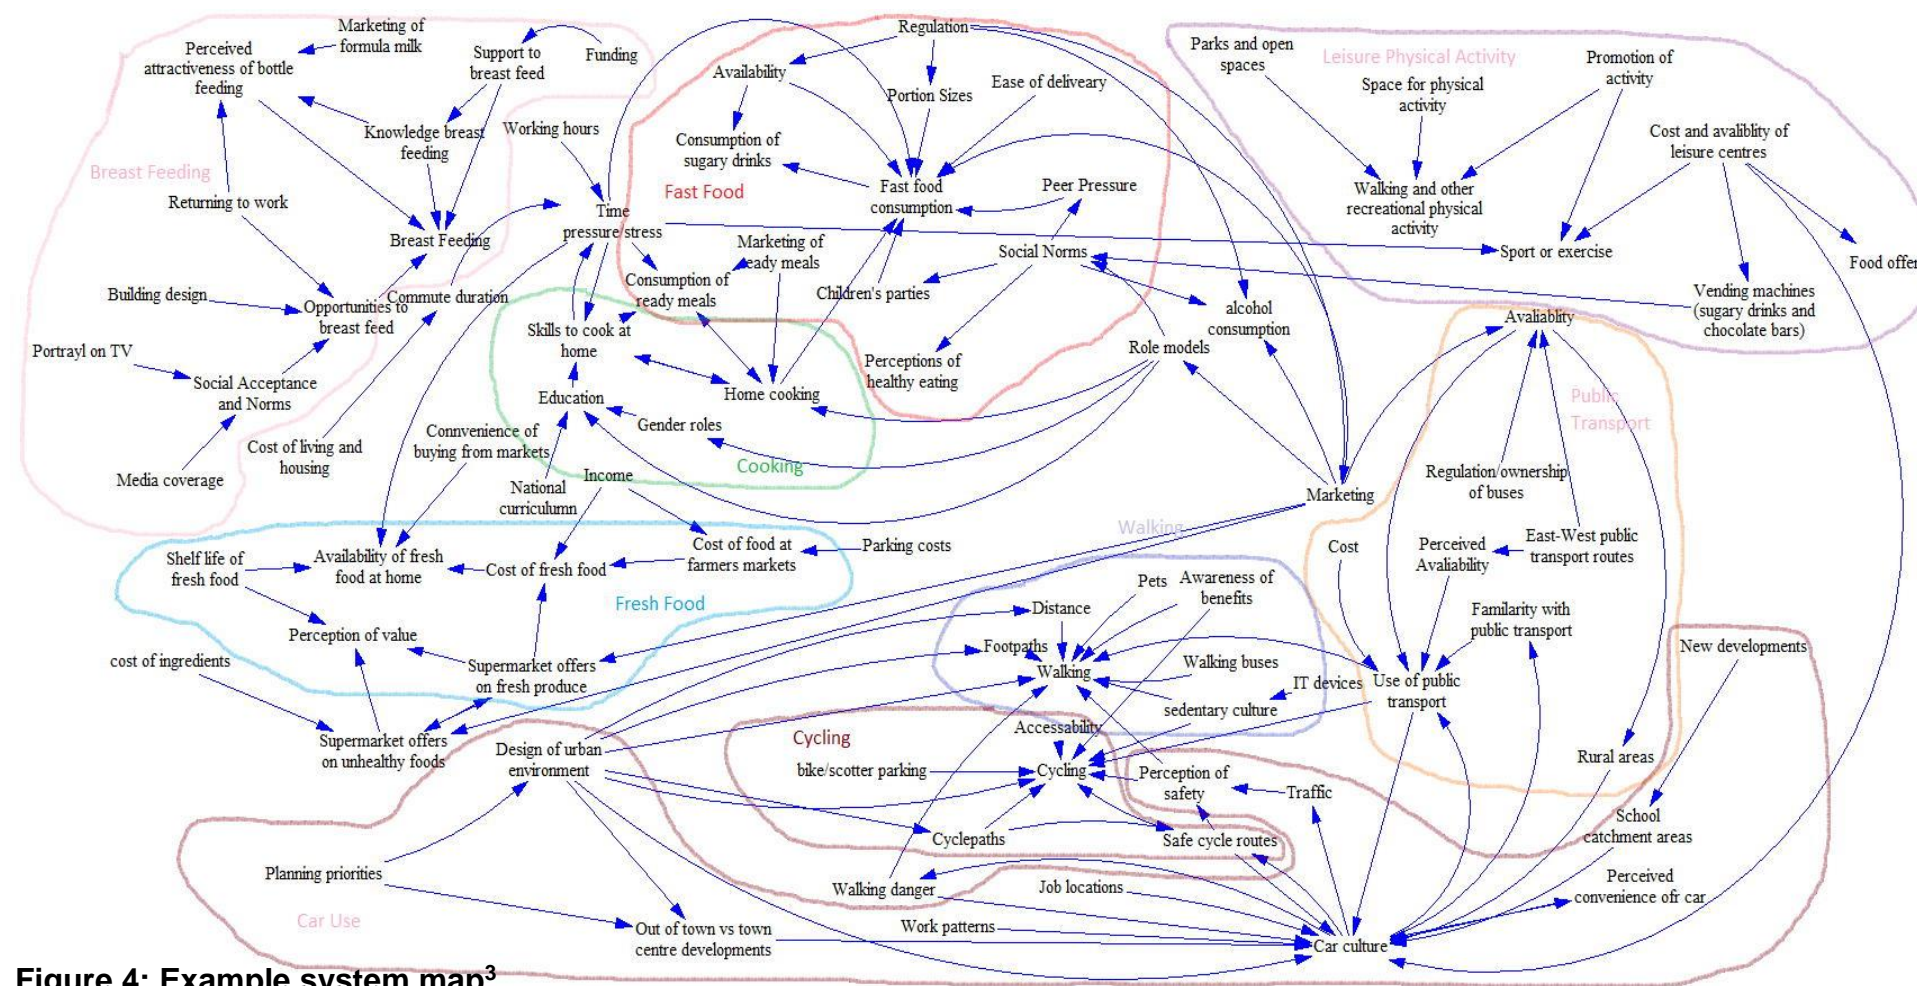 Marketing of
formula milk
Perceived
attractiveness of bottle
feeding
Support to
breast feed
Funding
Knowledge breast
feeding
Breast Feeding
Returning to work
Breast Feeding
Building design
Opportunities to
breast feed
Commute duration
Portrayl on TV
Social Acceptance
and Norms
Media coverage
Cost of living and
housing
Working hours
Time
pressure/stress
Regulation
Availability
Portion Sizes
Ease of deliveary
Consumption of
sugary drinks
Fast Food
Fast food
consumption
Peer Pressure
Marketing of
ready meals
Social Norms
Consumption of
ready meals
Children's parties
alcohol
consumption
Perceptions of
healthy eating
Role models
Skills to cook at
home
Education
Home cooking
Gender roles
Cooking
Connvenience of
buying from markets
National
curriculumn
Income
Parks and open
spaces
Leisure Physical Activity
Promotion of
activity
Space for physical
activity
Cost and avaliblity of
leisure centres
Walking and other
recreational physical
activity
Sport or exercise
Food offer
Vending machines
(sugary drinks and
chocolate bars)
Avaliablity
Public
Transport
Regulation/ownership
of buses
Marketing
East-West public
transport routes
Cost
Perceived
Avaliability
Familarity with
public transport
Use of public
transport
Rural areas
New developments
School
catchment areas
Shelf life of
fresh food
Availability of fresh
food at home
Cost of fresh food
Cost of food at
farmers markets
Parking costs
Fresh Food
Perception of value
cost of ingredients
Supermarket offers
on fresh produce
Supermarket offers
on unhealthy foods
Walking
Pets
Awareness of
benefits
Distance
Footpaths
Walking
Walking buses
IT devices
sedentary culture
Accessability
Cycling
bike/scotter parking
Cycling
Perception of
safety
Traffic
Cyclepaths
Safe cycle routes
Design of urban
environment
Planning priorities
Car Use
Out of town vs town
centre developments
Walking danger
Job locations
Work patterns
Car culture
Perceived
convenience ofr car
Figure 4: Example system map3